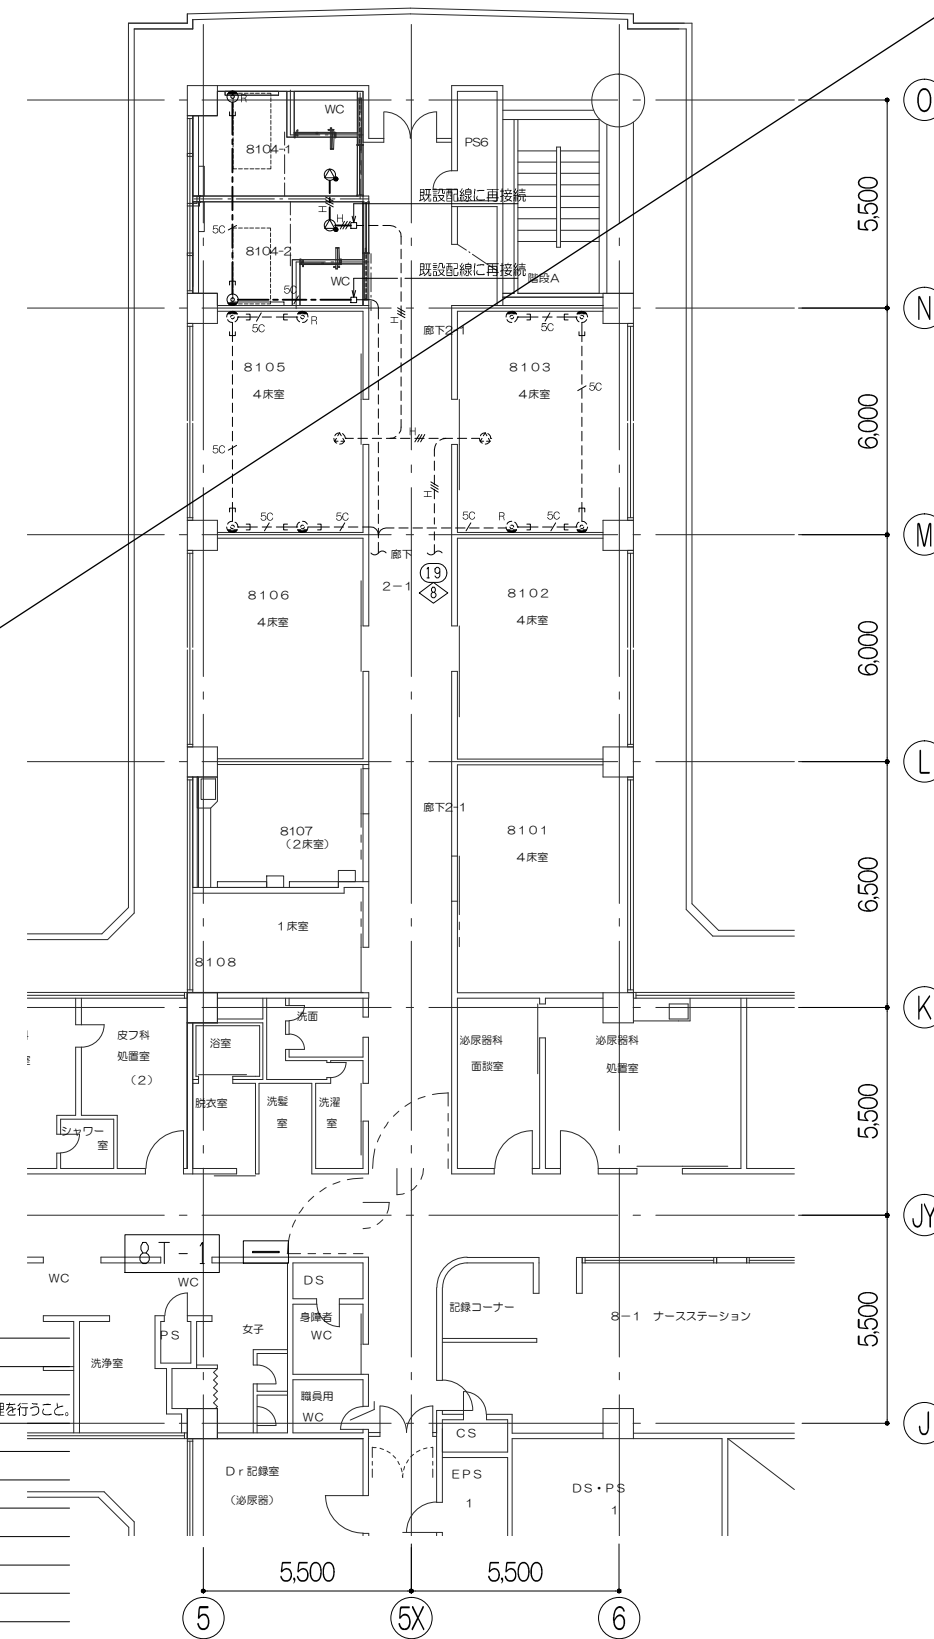 O
WC
R
8104-1
PS6
5,500
既設配線に再接続
H
H
5C
8104-2
既設配線に再接続
WC
階段A
5C
N
R
5C
廊下2-1
5C
H
8105
4床室
8103
4床室
5C
6,000
5C
H
H
5C
5C
5C
R
5C
M
廊下
2-1
19
8
8106
4床室
8102
4床室
6,000
L
廊下2-1
8107
(2床室)
8101
4床室
6,500
1床室
8108
K
洗面
皮フ科
処置室
(2)
浴室
泌尿器科
面談室
泌尿器科
処置室
室
脱衣室
洗髪
室
洗濯
室
シャワー
室
5,500
JY
8T-1
WC
WC
DS
記録コーナー
8-1 ナースステーション
身障者
WC
PS
女子
洗浄室
5,500
職員用
WC
理を行うこと。
J
CS
Dr記録室
(泌尿器)
EPS
1
DS・PS
1
5,500
5,500
5
5X
6